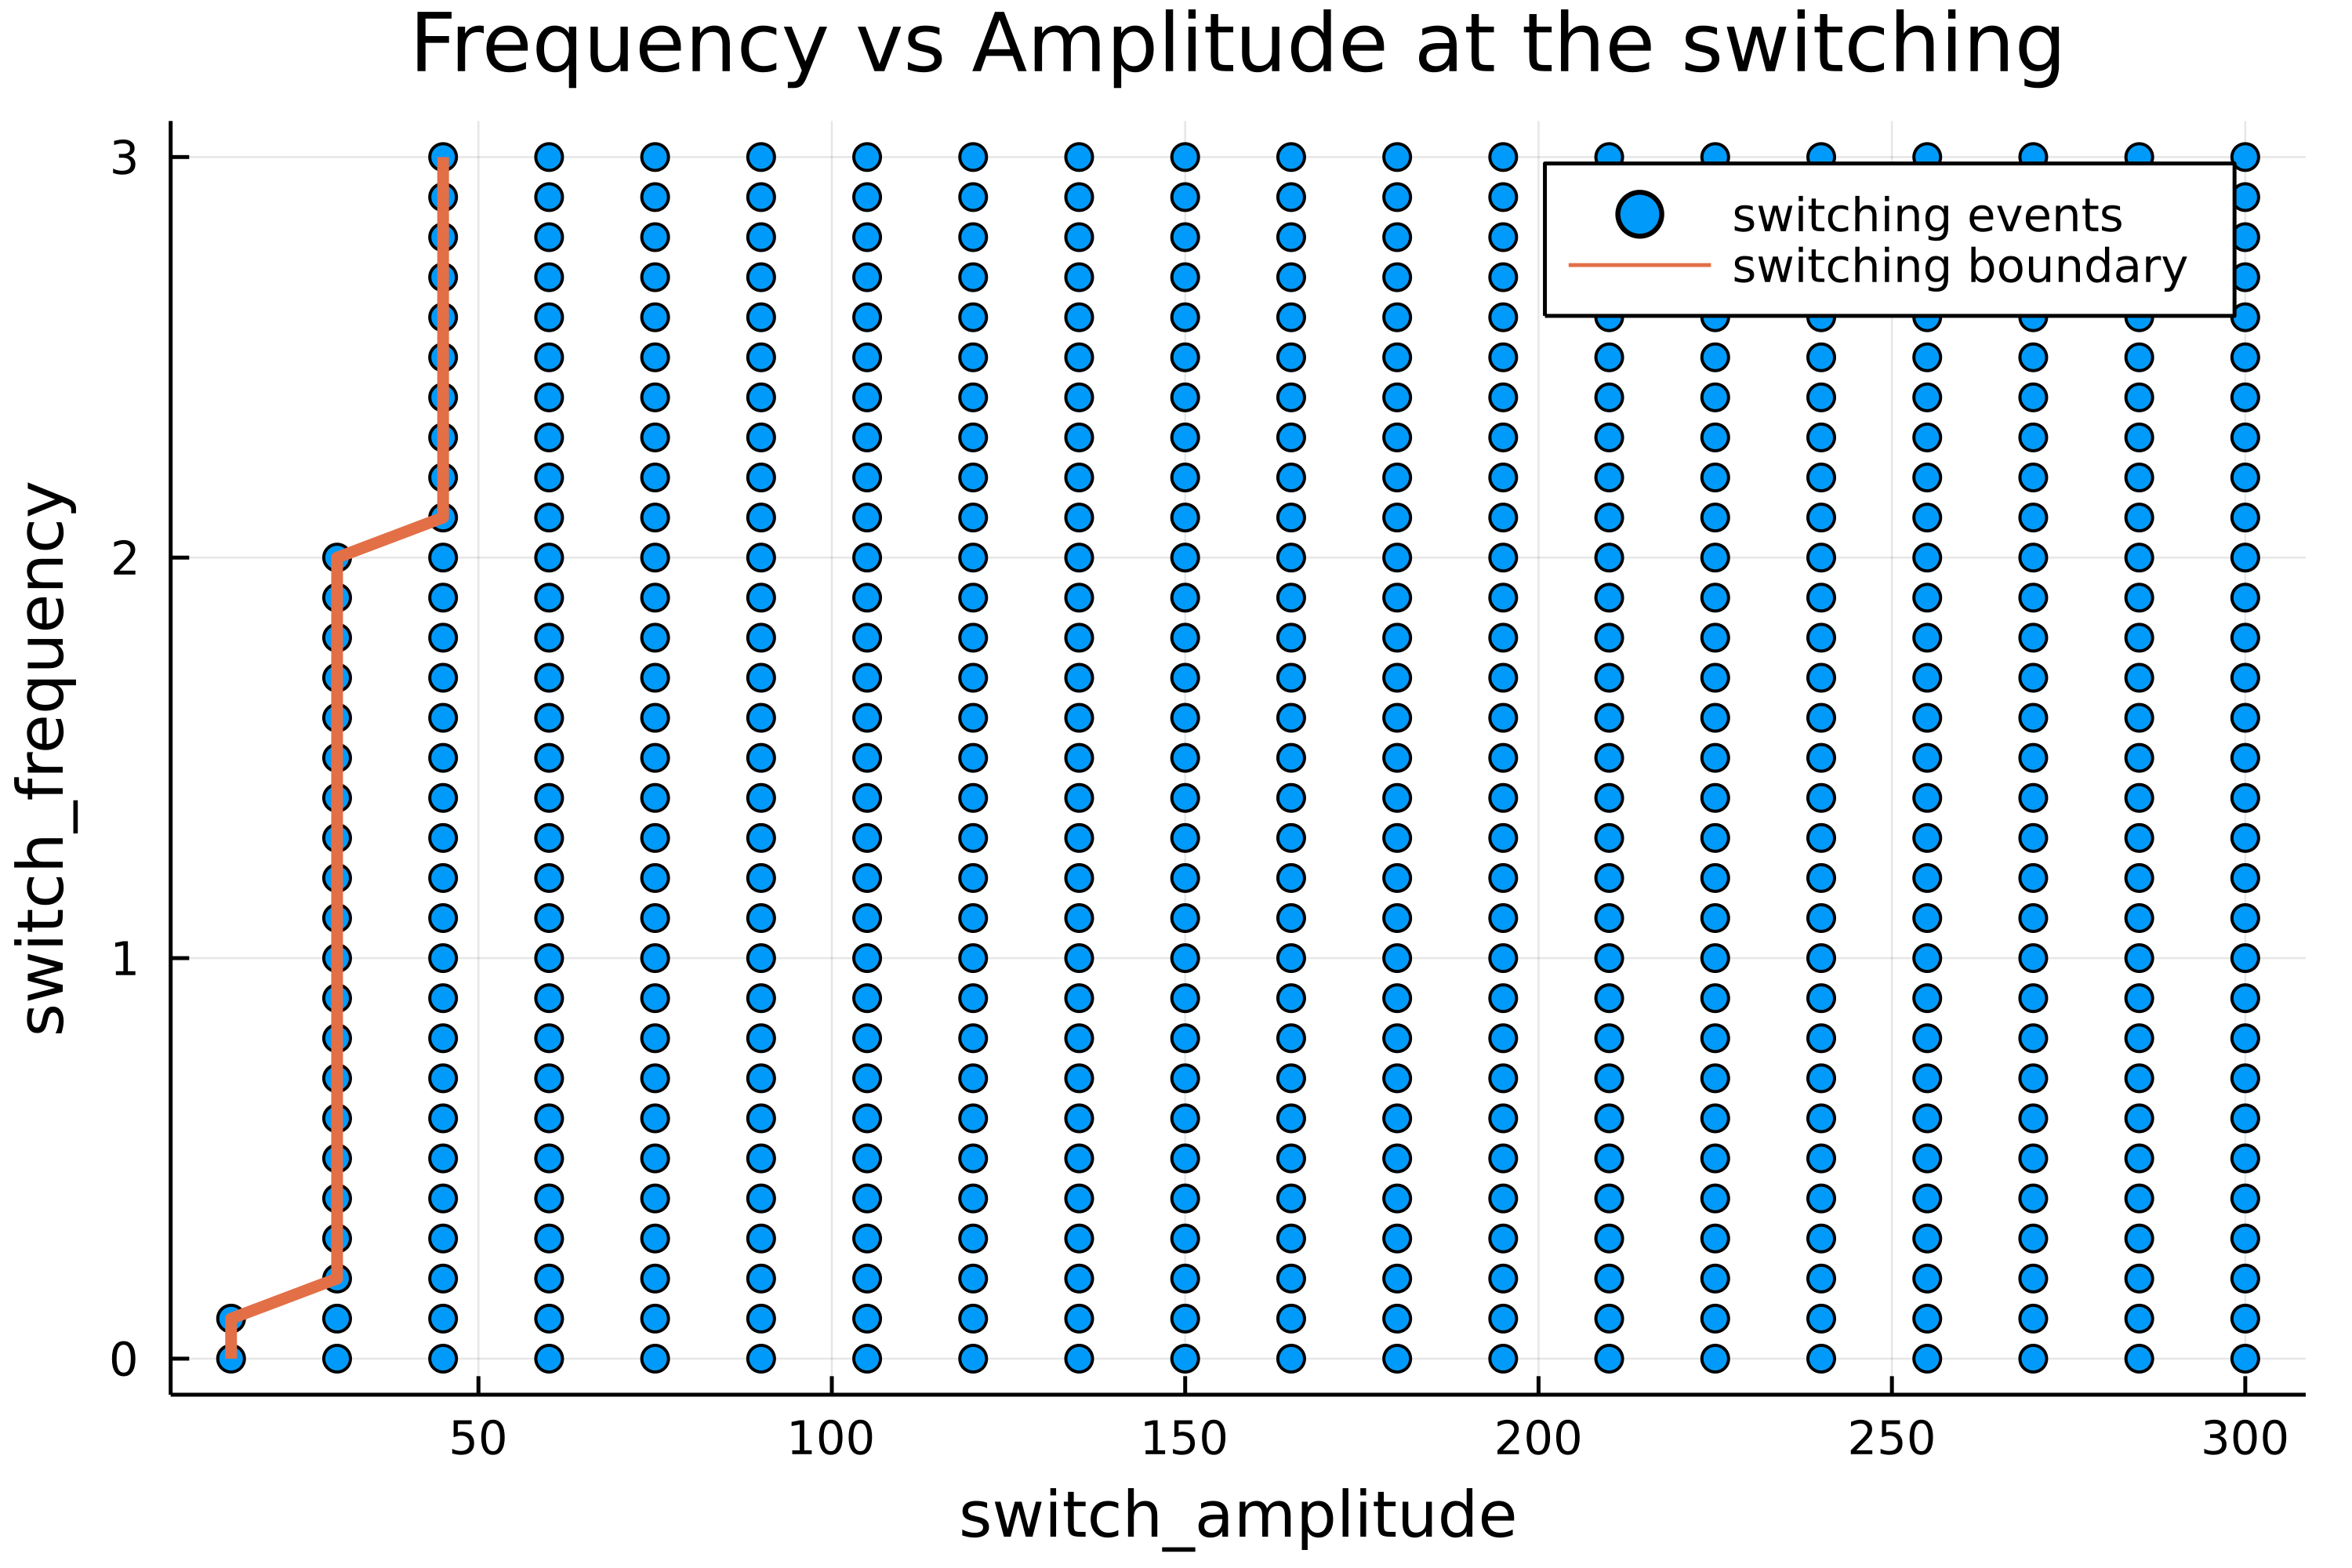 Frequency vs Amplitude at the switching
switching events
switching boundary
switch_frequency
3
2
1
0
50 100 150 200 250 300
switch_amplitude